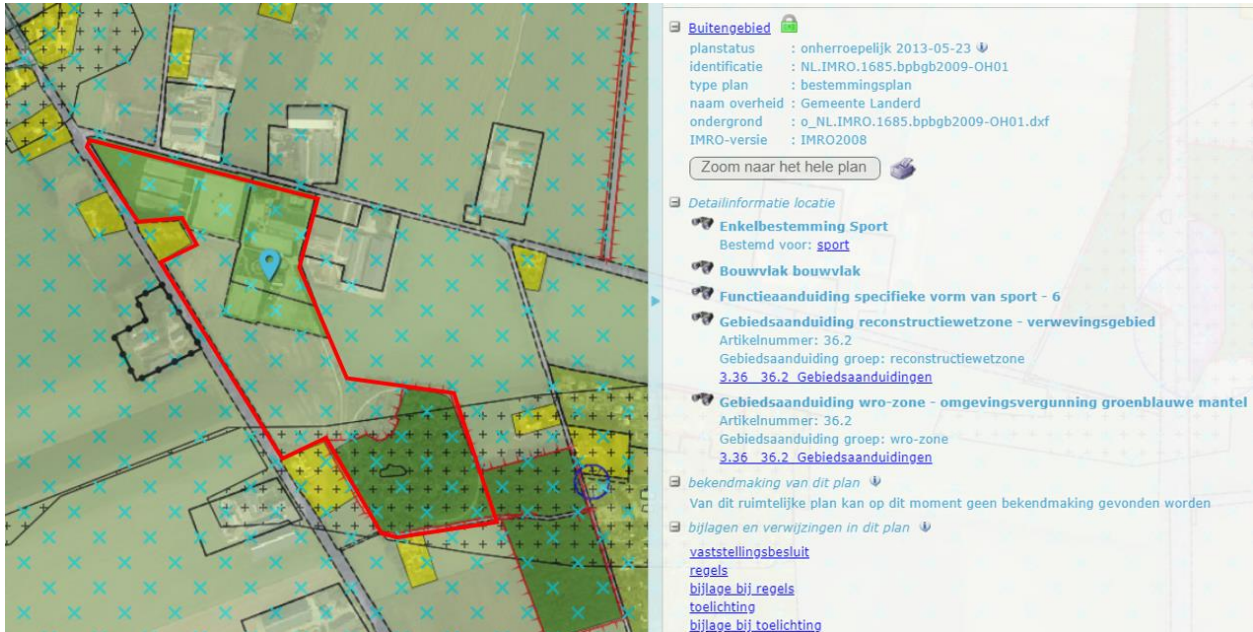 Buitengebied
planstatus : onherroepelijk 2013-05-23
identificatie : NL.IMRO.1685.bpbgb2009-OH01
type plan : bestemmingsplan
naam overheid : Gemeente Landerd
ondergrond : o_NL.IMRO.1685.bpbgb2009-OH01.dxf
IMRO-versie : IMRO2008
Zoom naar het hele plan
Detailinformatie locatie
Enkelbestemming Sport
Bestemd voor: sport
Bouwvlak bouwvlak
Functieaanduiding specifieke vorm van sport - 6
Gebiedsaanduiding reconstructiewetzone - verwevingsgebied
Artikelnummer: 36.2
Gebiedsaanduiding groep: reconstructiewetzone
3.36 36.2 Gebiedsaanduidingen
Gebiedsaanduiding wro-zone - omgevingsvergunning groenblauwe mantel
Artikelnummer: 36.2
Gebiedsaanduiding groep: wro-zone
3.36 36.2 Gebiedsaanduidingen
bekendmaking van dit plan
Van dit ruimtelijke plan kan op dit moment geen bekendmaking gevonden worden
bijlagen en verwijzingen in dit plan
vaststellingsbesluit
regels
bijlage bij regels
toelichting
bijlage bij toelichting